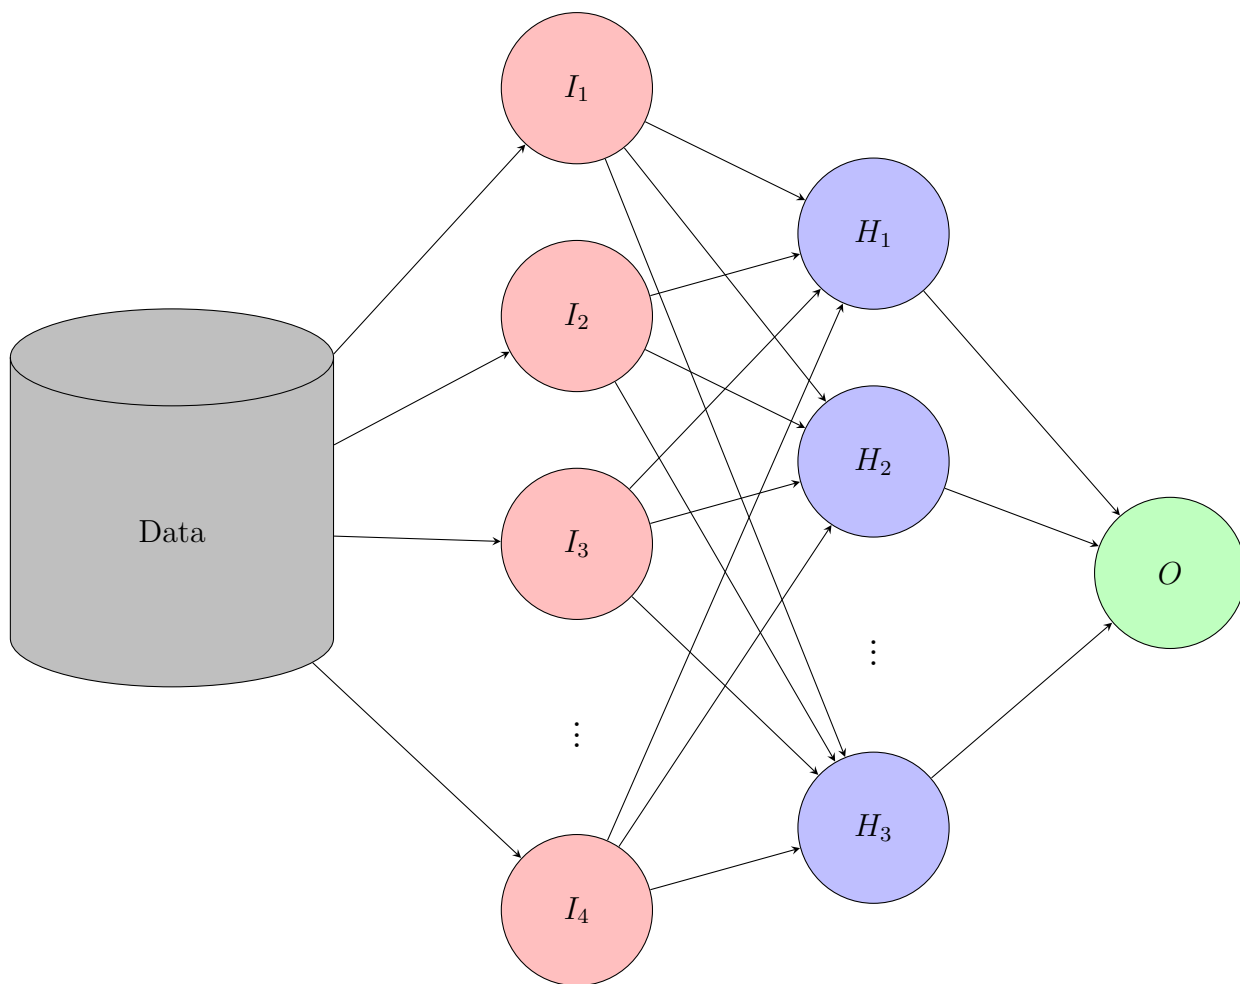 Data
I₁
I₂
I₃
⋮
I₄
H₁
H₂
⋮
H₃
O